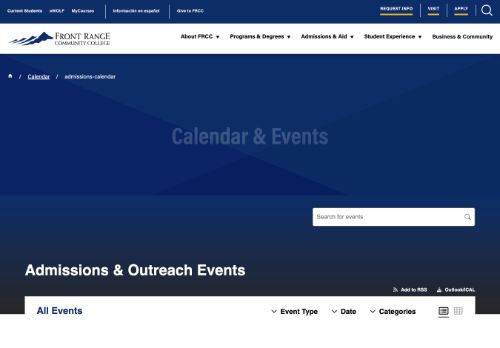 Current Students eWOLF MyCourses Información en español Give to FRCC REQUEST INFO VISIT APPLY
FRONT RANGE
COMMUNITY COLLEGE
About FRCC Programs & Degrees Admissions & Aid Student Experience Business & Community
/ Calendar / admissions-calendar
Calendar & Events
Search for events
Admissions & Outreach Events
Add to RSS Outlook/iCAL
All Events Event Type Date Categories